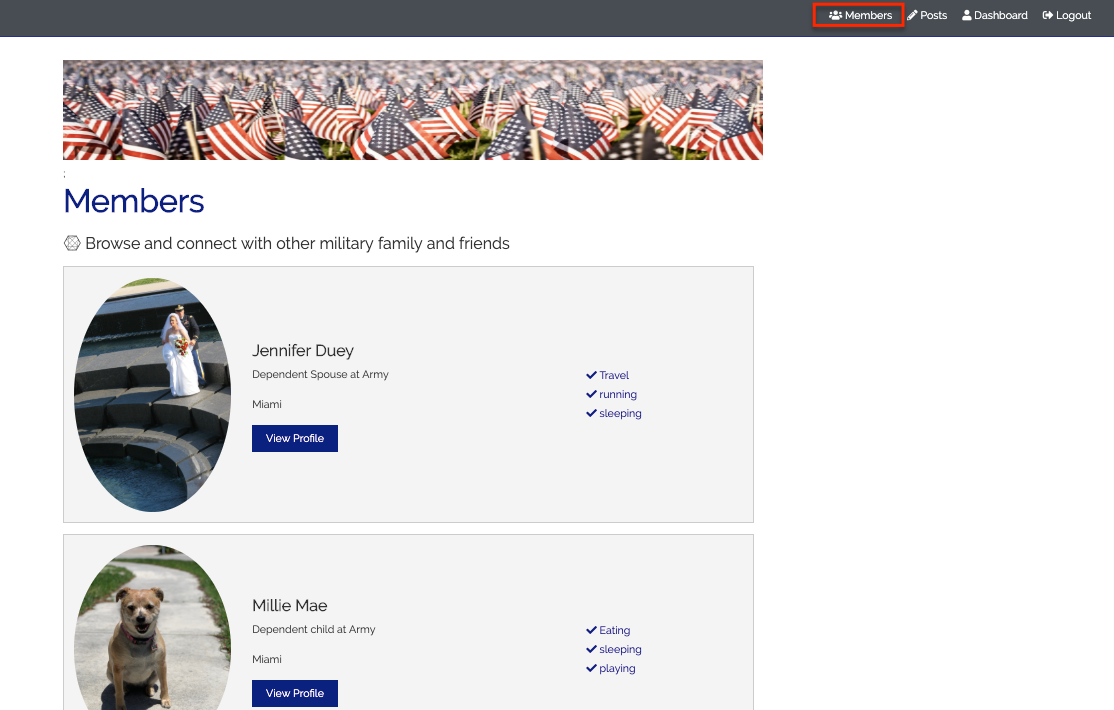 Members Posts Dashboard Logout
;
Members
Browse and connect with other military family and friends
Jennifer Duey
Dependent Spouse at Army
Miami
View Profile
Travel
running
sleeping
Millie Mae
Dependent child at Army
Miami
View Profile
Eating
sleeping
playing